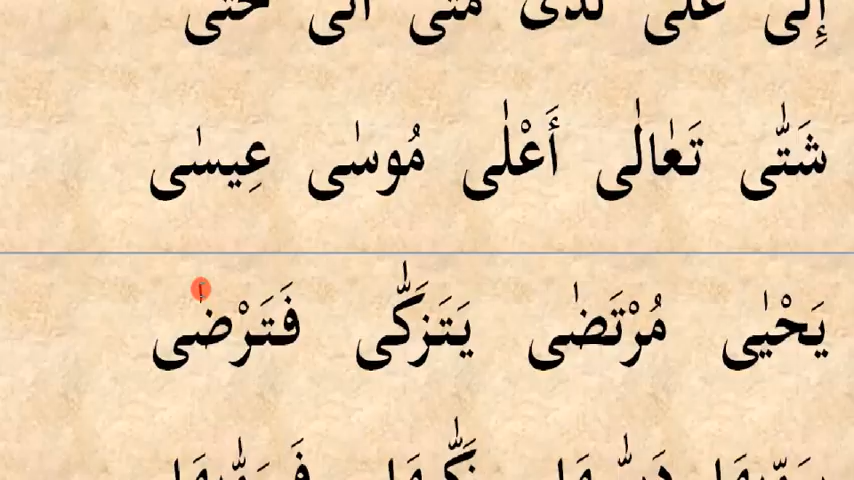 إِلٰى عَلٰى لَدٰى مَتٰى أَنّٰى حَتّٰى
شَتّٰى تَعٰالٰى أَعْلٰى مُوسٰى عِيسٰى
يَحْيٰى مُرْتَضٰى يَتَزَكّٰى فَتَرْضٰى